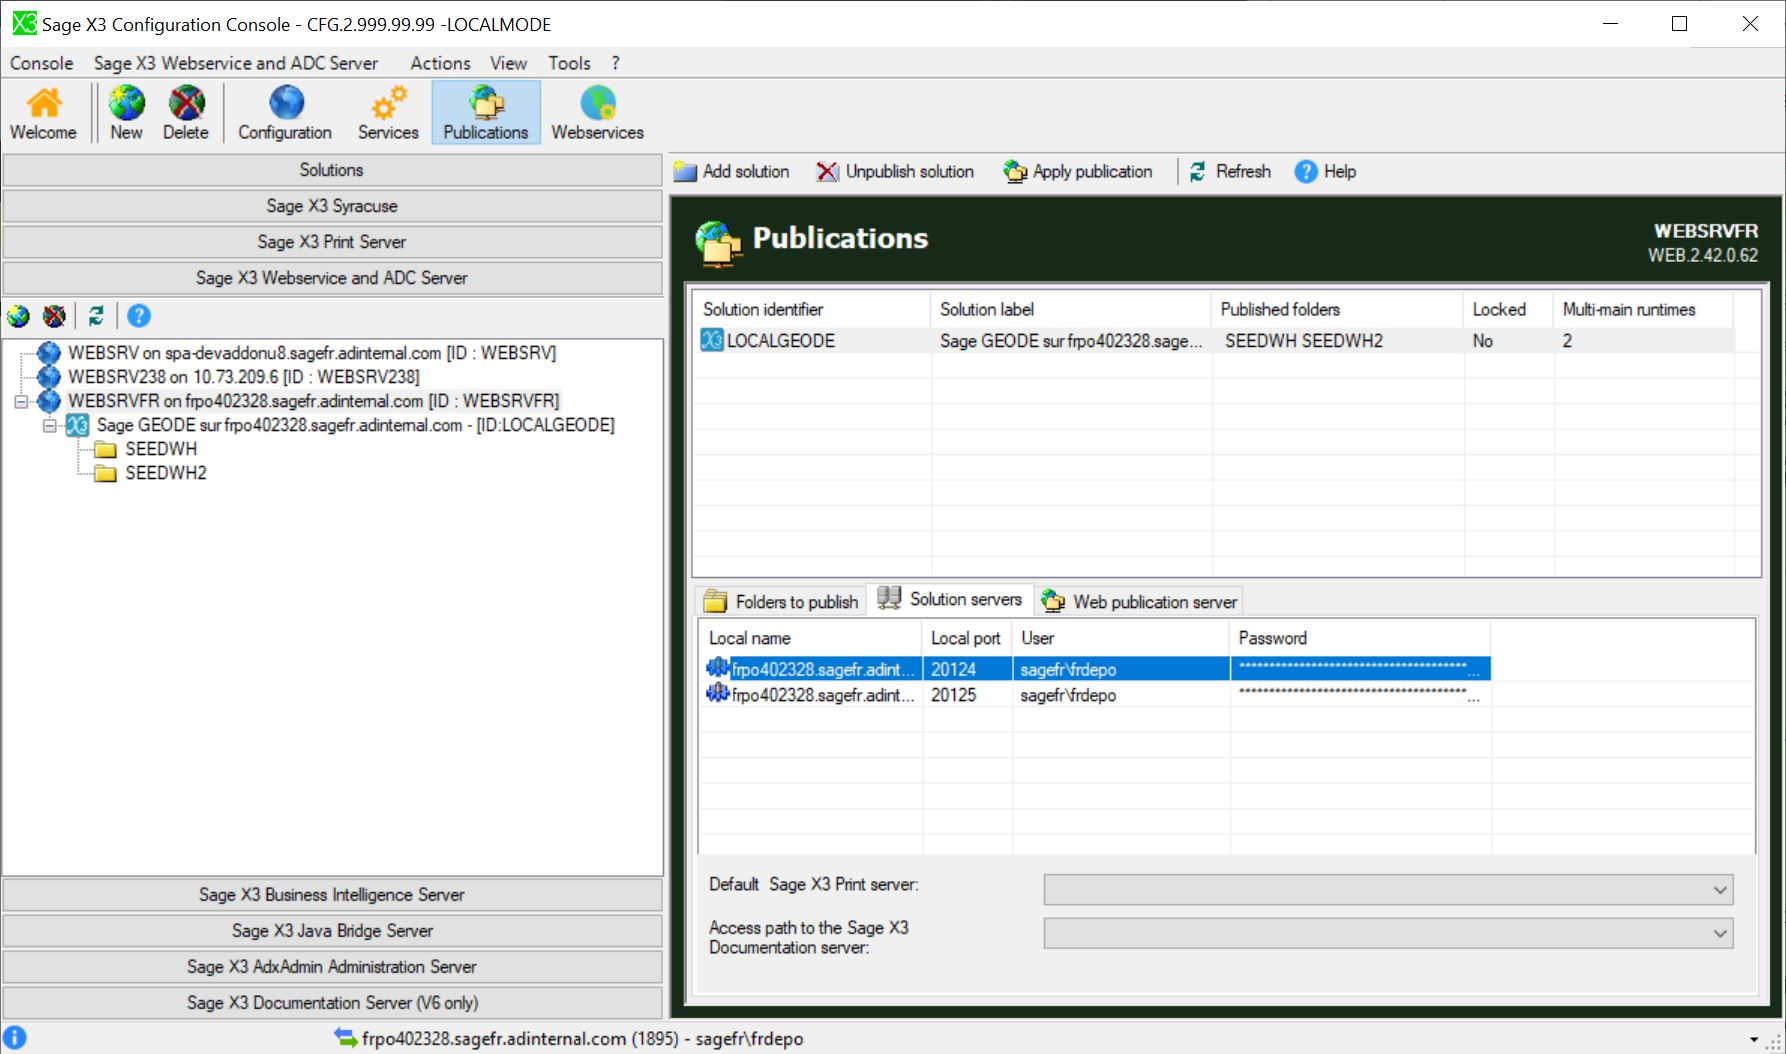 X3 Sage X3 Configuration Console - CFG.2.999.99.99 -LOCALMODE
Console Sage X3 Webservice and ADC Server Actions View Tools ?
Welcome New Delete Configuration Services Publications Webservices
Solutions
Sage X3 Syracuse
Sage X3 Print Server
Sage X3 Webservice and ADC Server
WEBSRV on spa-devaddonu8.sagefr.adinternal.com [ID : WEBSRV]
WEBSRV238 on 10.73.209.6 [ID : WEBSRV238]
WEBSRVFR on frpo402328.sagefr.adinternal.com [ID : WEBSRVFR]
X3 Sage GEODE sur frpo402328.sagefr.adinternal.com - [ID:LOCALGEODE]
SEEDWH
SEEDWH2
Sage X3 Business Intelligence Server
Sage X3 Java Bridge Server
Sage X3 AdxAdmin Administration Server
Sage X3 Documentation Server (V6 only)
Add solution Unpublish solution Apply publication Refresh ? Help
Publications
WEBSRVFR
WEB.2.42.0.62
Solution identifier Solution label Published folders Locked Multi-main runtimes
X3 LOCALGEODE Sage GEODE sur frpo402328.sage... SEEDWH SEEDWH2 No 2
Folders to publish Solution servers Web publication server
Local name Local port User Password
frpo402328.sagefr.adint... 20124 sagefr\frdepo **************************************...
frpo402328.sagefr.adint... 20125 sagefr\frdepo **************************************...
Default Sage X3 Print server:
Access path to the Sage X3
Documentation server:
frpo402328.sagefr.adinternal.com (1895) - sagefr\frdepo